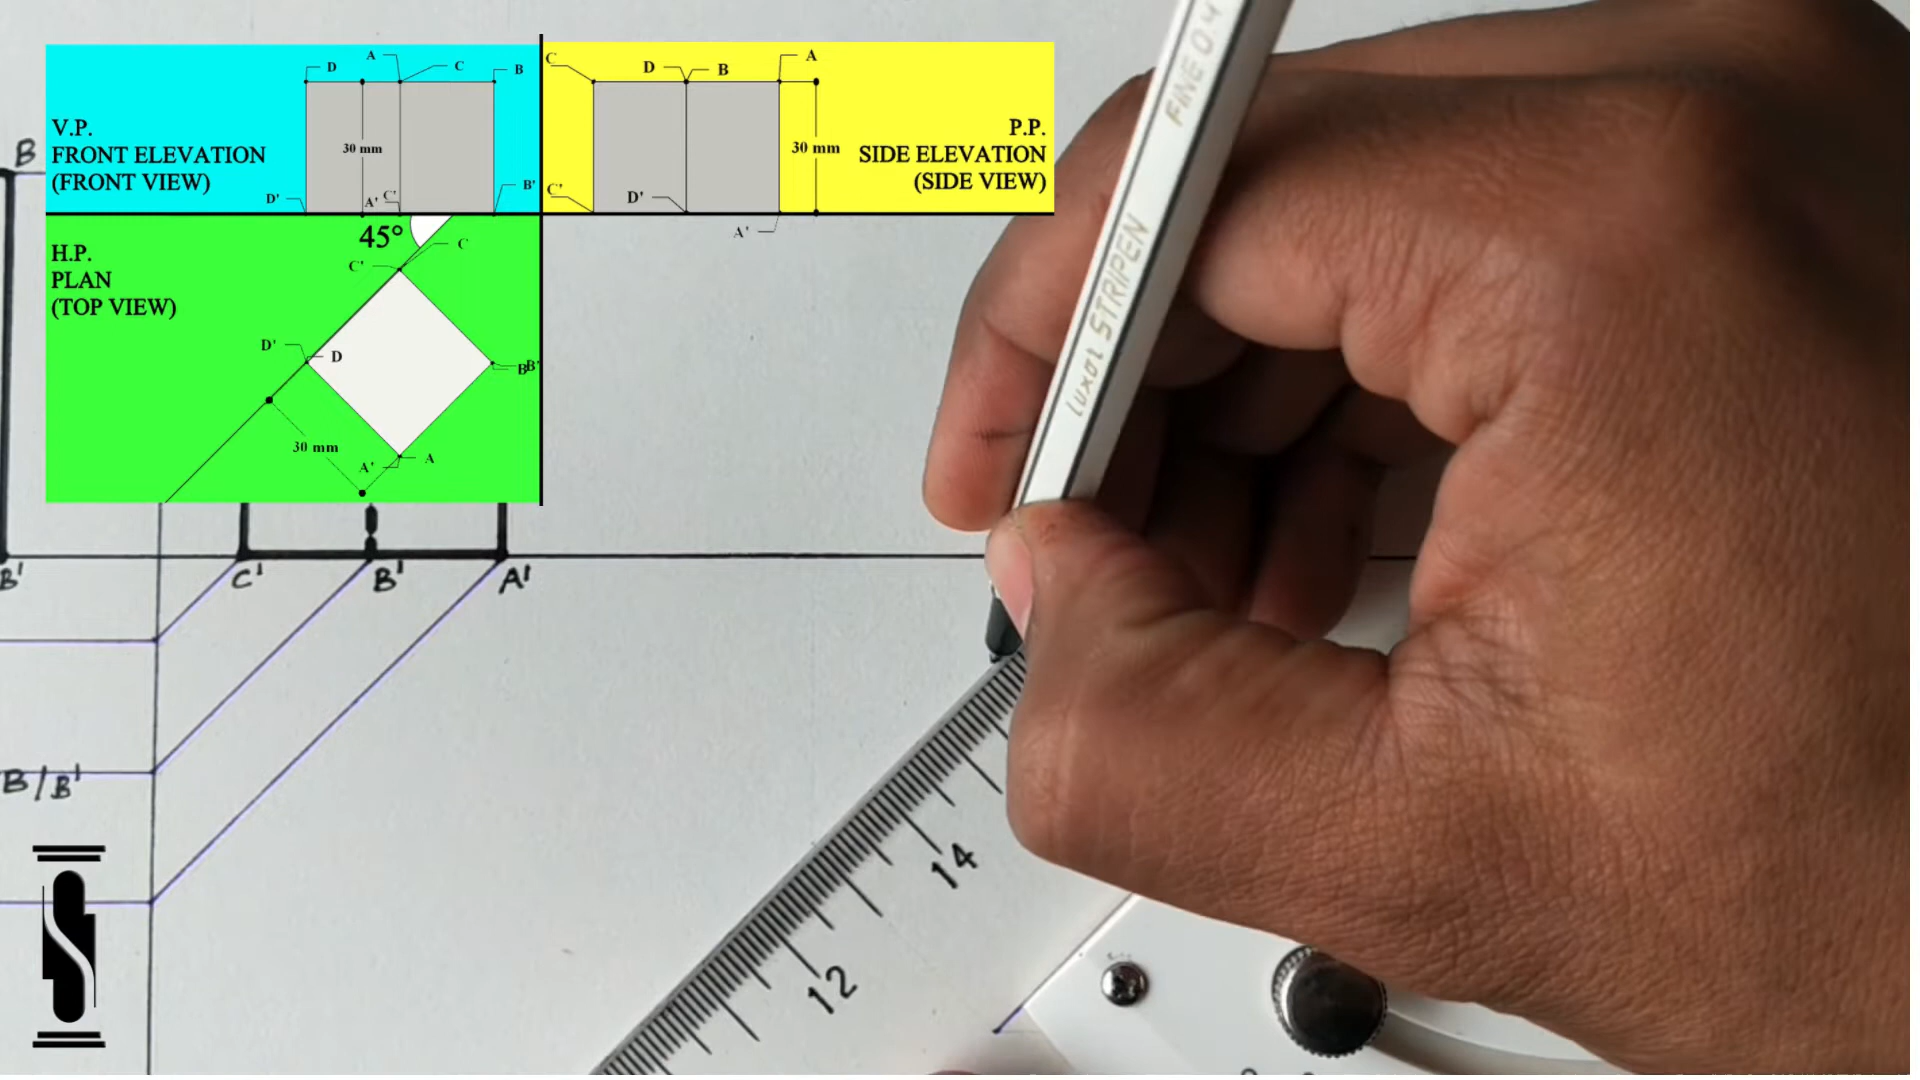 D
A
C
B
V.P.
FRONT ELEVATION
(FRONT VIEW)
30 mm
D'
A'
C'
B'
C
D
B
A
P.P.
SIDE ELEVATION
(SIDE VIEW)
30 mm
C'
D'
A'
H.P.
PLAN
(TOP VIEW)
45°
C'
C
D'
D
B
B'
30 mm
A'
A
B
B'
C'
B'
A'
B/B'
12
14
Luxor STRIPEN FINE 0.4